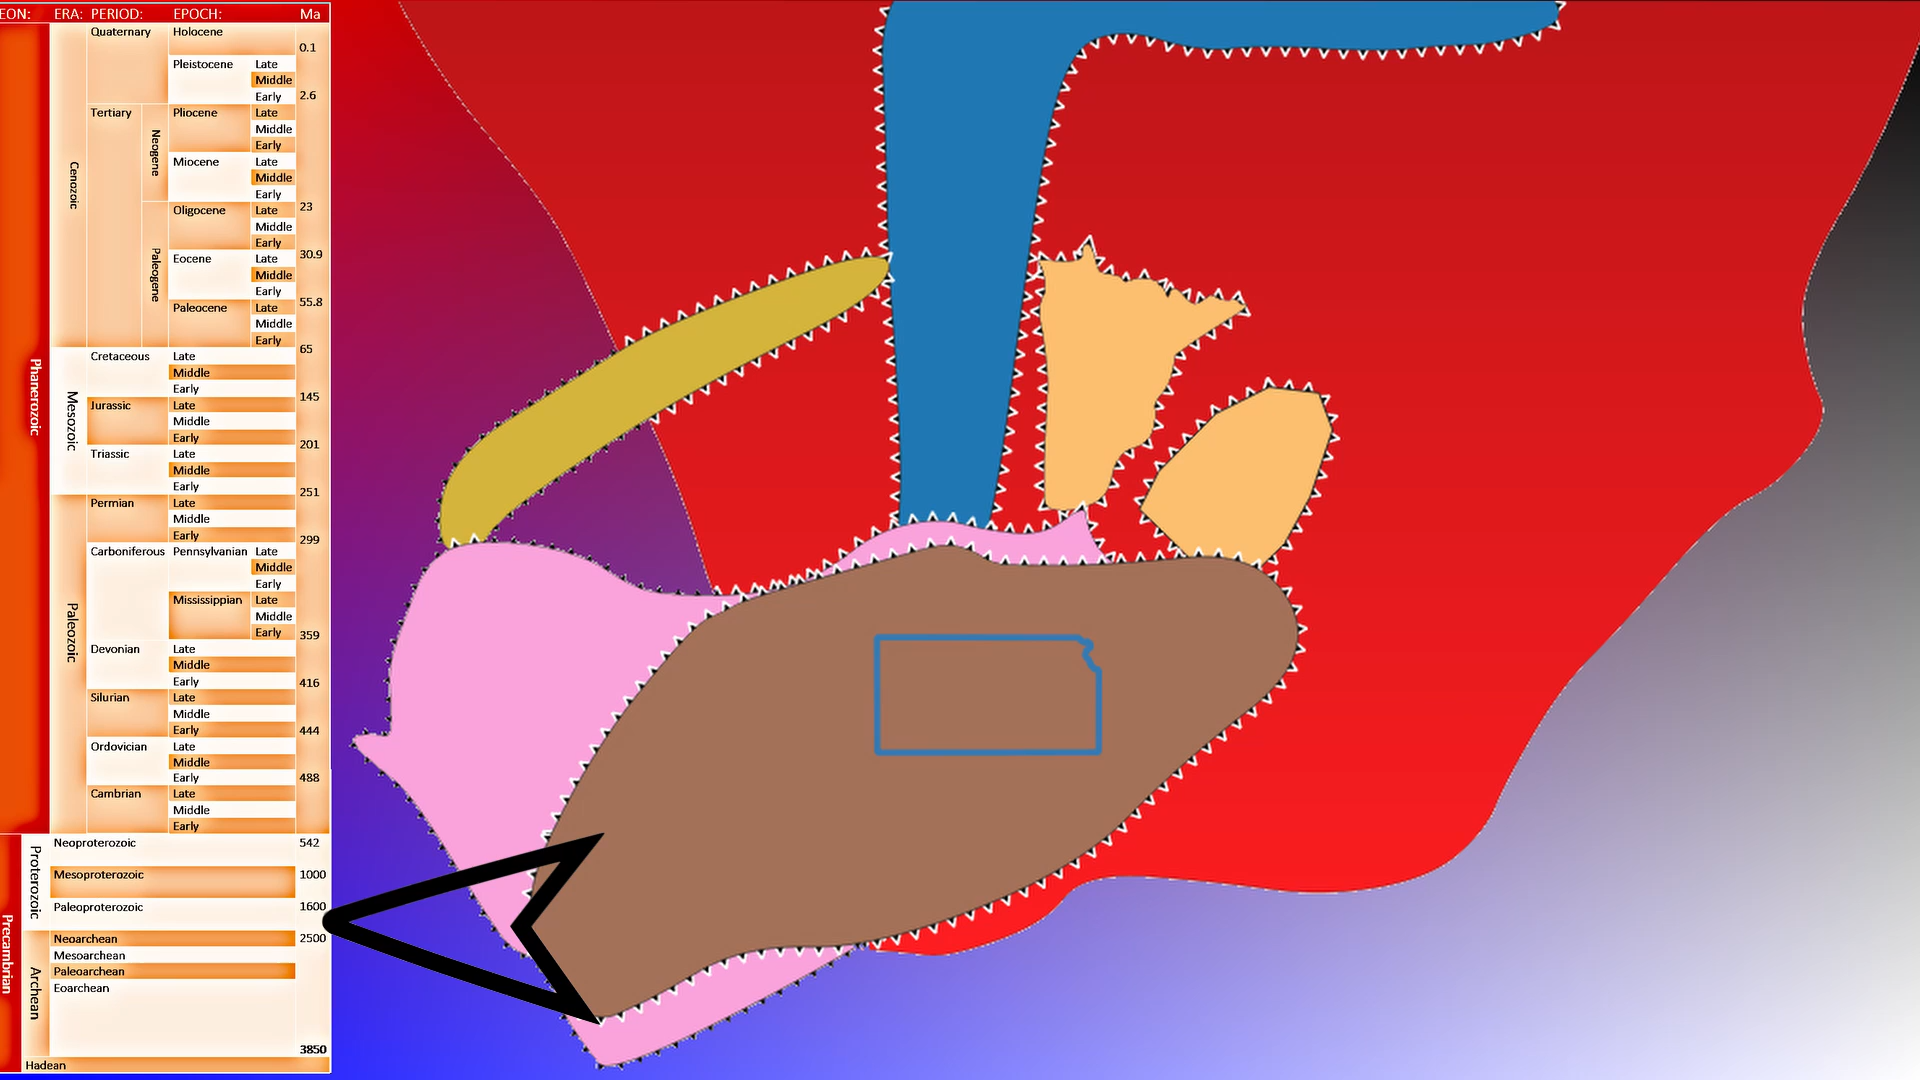 EON: ERA: PERIOD: EPOCH: Ma
Quaternary Holocene
0.1
Pleistocene Late
Middle
Early 2.6
Tertiary Pliocene Late
Middle
Early
Neogene
Miocene Late
Middle
Early
23
Oligocene Late
Middle
Early
30.9
Eocene Late
Middle
Early
Paleogene
55.8
Paleocene Late
Middle
Early
Cenozoic
65
Cretaceous Late
Middle
Early
145
Jurassic Late
Middle
Early
201
Triassic Late
Middle
Early
Mesozoic
251
Permian Late
Middle
Early
299
Carboniferous Pennsylvanian Late
Middle
Early
Mississippian Late
Middle
Early
359
Devonian Late
Middle
Early
416
Silurian Late
Middle
Early
444
Ordovician Late
Middle
Early
488
Cambrian Late
Middle
Early
Paleozoic
Phanerozoic
542
Neoproterozoic
Mesoproterozoic 1000
Paleoproterozoic 1600
Proterozoic
Neoarchean 2500
Mesoarchean
Paleoarchean
Eoarchean
Archean
Precambrian
3850
Hadean